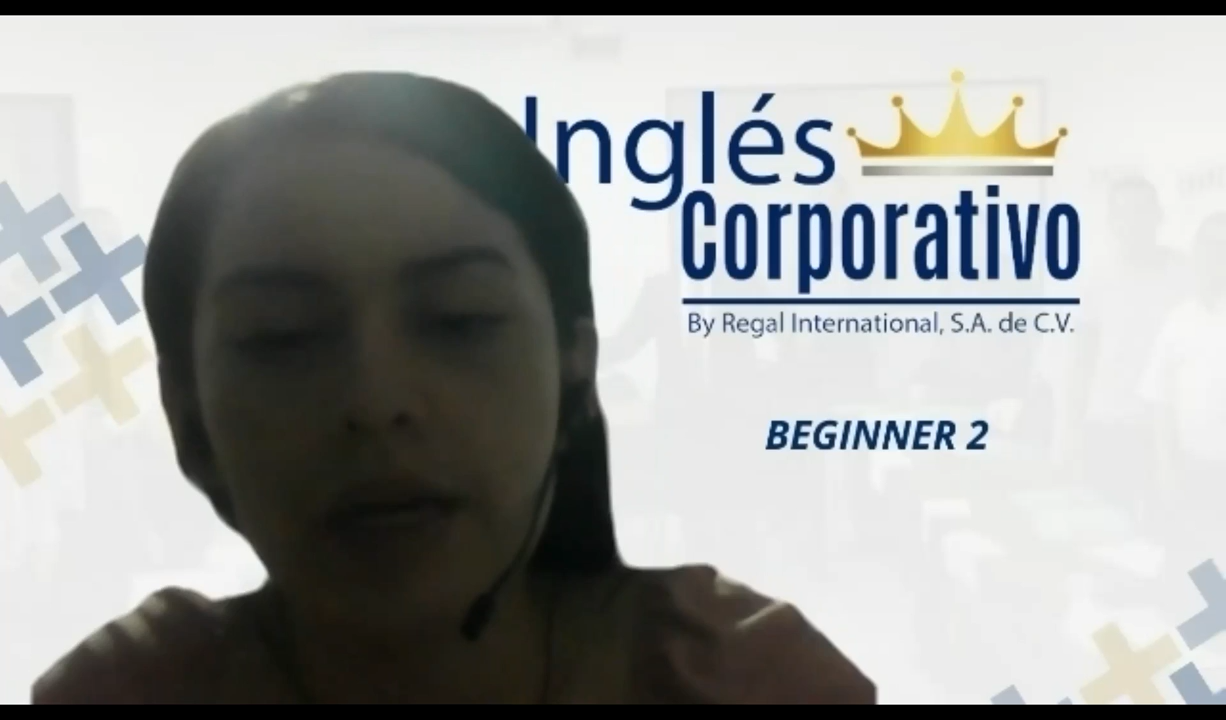 Inglés
Corporativo
By Regal International, S.A. de C.V.
BEGINNER 2